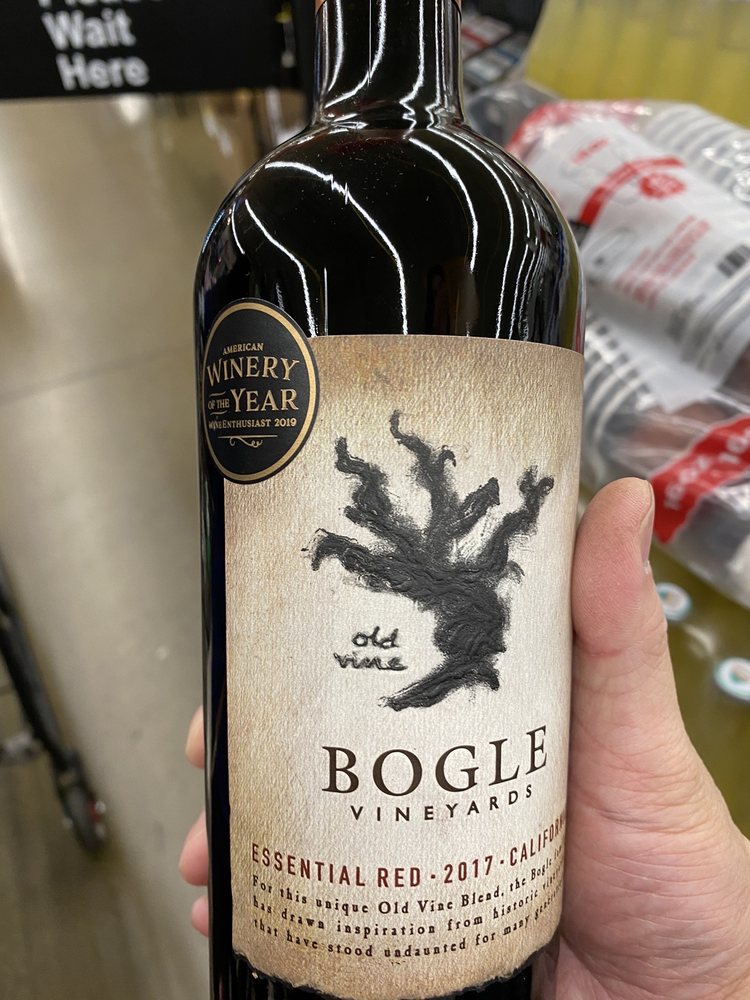 Wait
Here
AMERICAN
WINERY
OF THE YEAR
WINE ENTHUSIAST 2019
old
vine
BOGLE
VINEYARDS
ESSENTIAL RED · 2017 ·
For this unique Old Vine Blend, the Bogle
has drawn inspiration from historic
that have stood undaunted for many